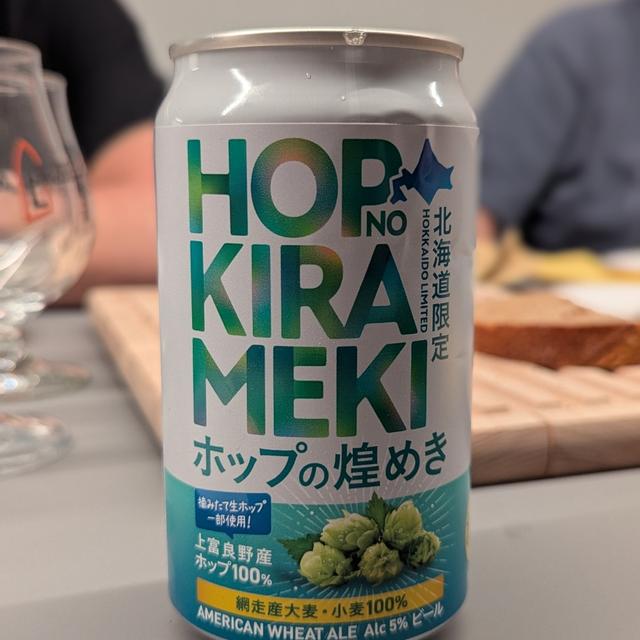 HOP
NO
KIRA
MEKI
北海道限定
HOKKAIDO LIMITED
ホップの煌めき
摘みたて生ホップ
一部使用!
上富良野産
ホップ100%
網走産大麦・小麦100%
AMERICAN WHEAT ALE Alc 5% ビール